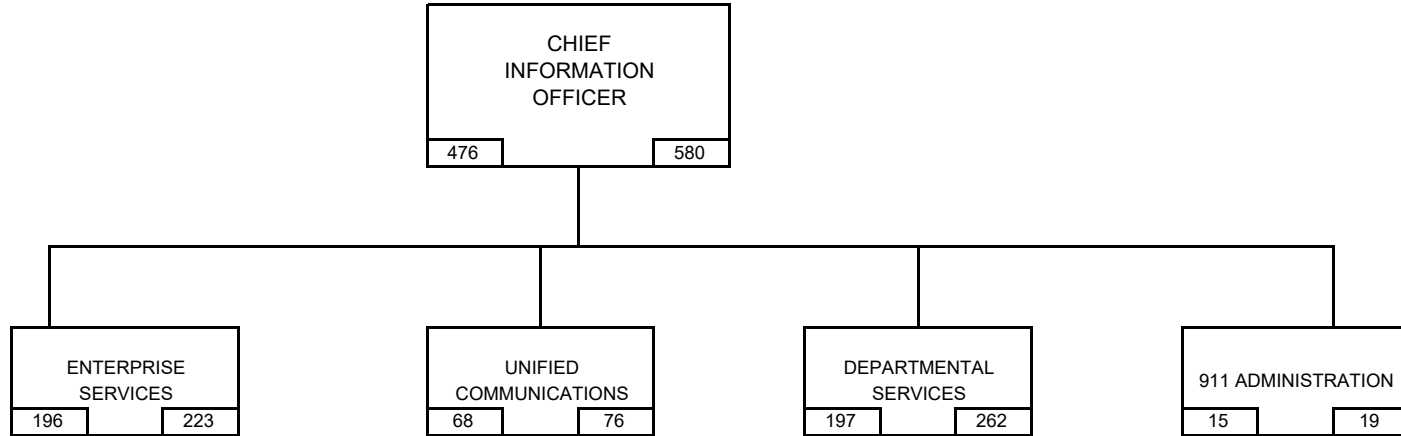 CHIEF
INFORMATION
OFFICER
476 580
ENTERPRISE
SERVICES
196 223
UNIFIED
COMMUNICATIONS
68 76
DEPARTMENTAL
SERVICES
197 262
911 ADMINISTRATION
15 19